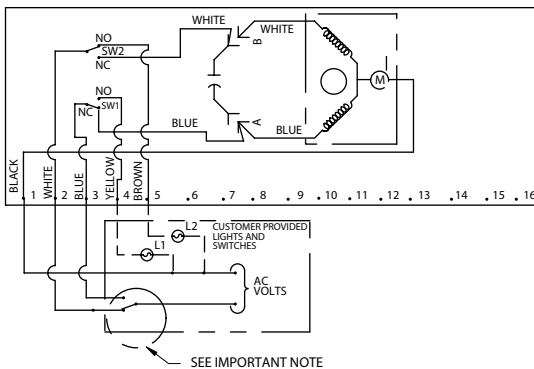 WHITE
NO
SW2
NC
B
WHITE
NO
NC
SW1
BLUE
A
BLUE
M
BLACK
WHITE
BLUE
YELLOW
BROWN
1 2 3 4 5 6 7 8 9 10 11 12 13 14 15 16
L2
CUSTOMER PROVIDED
LIGHTS AND
SWITCHES
L1
AC
VOLTS
SEE IMPORTANT NOTE